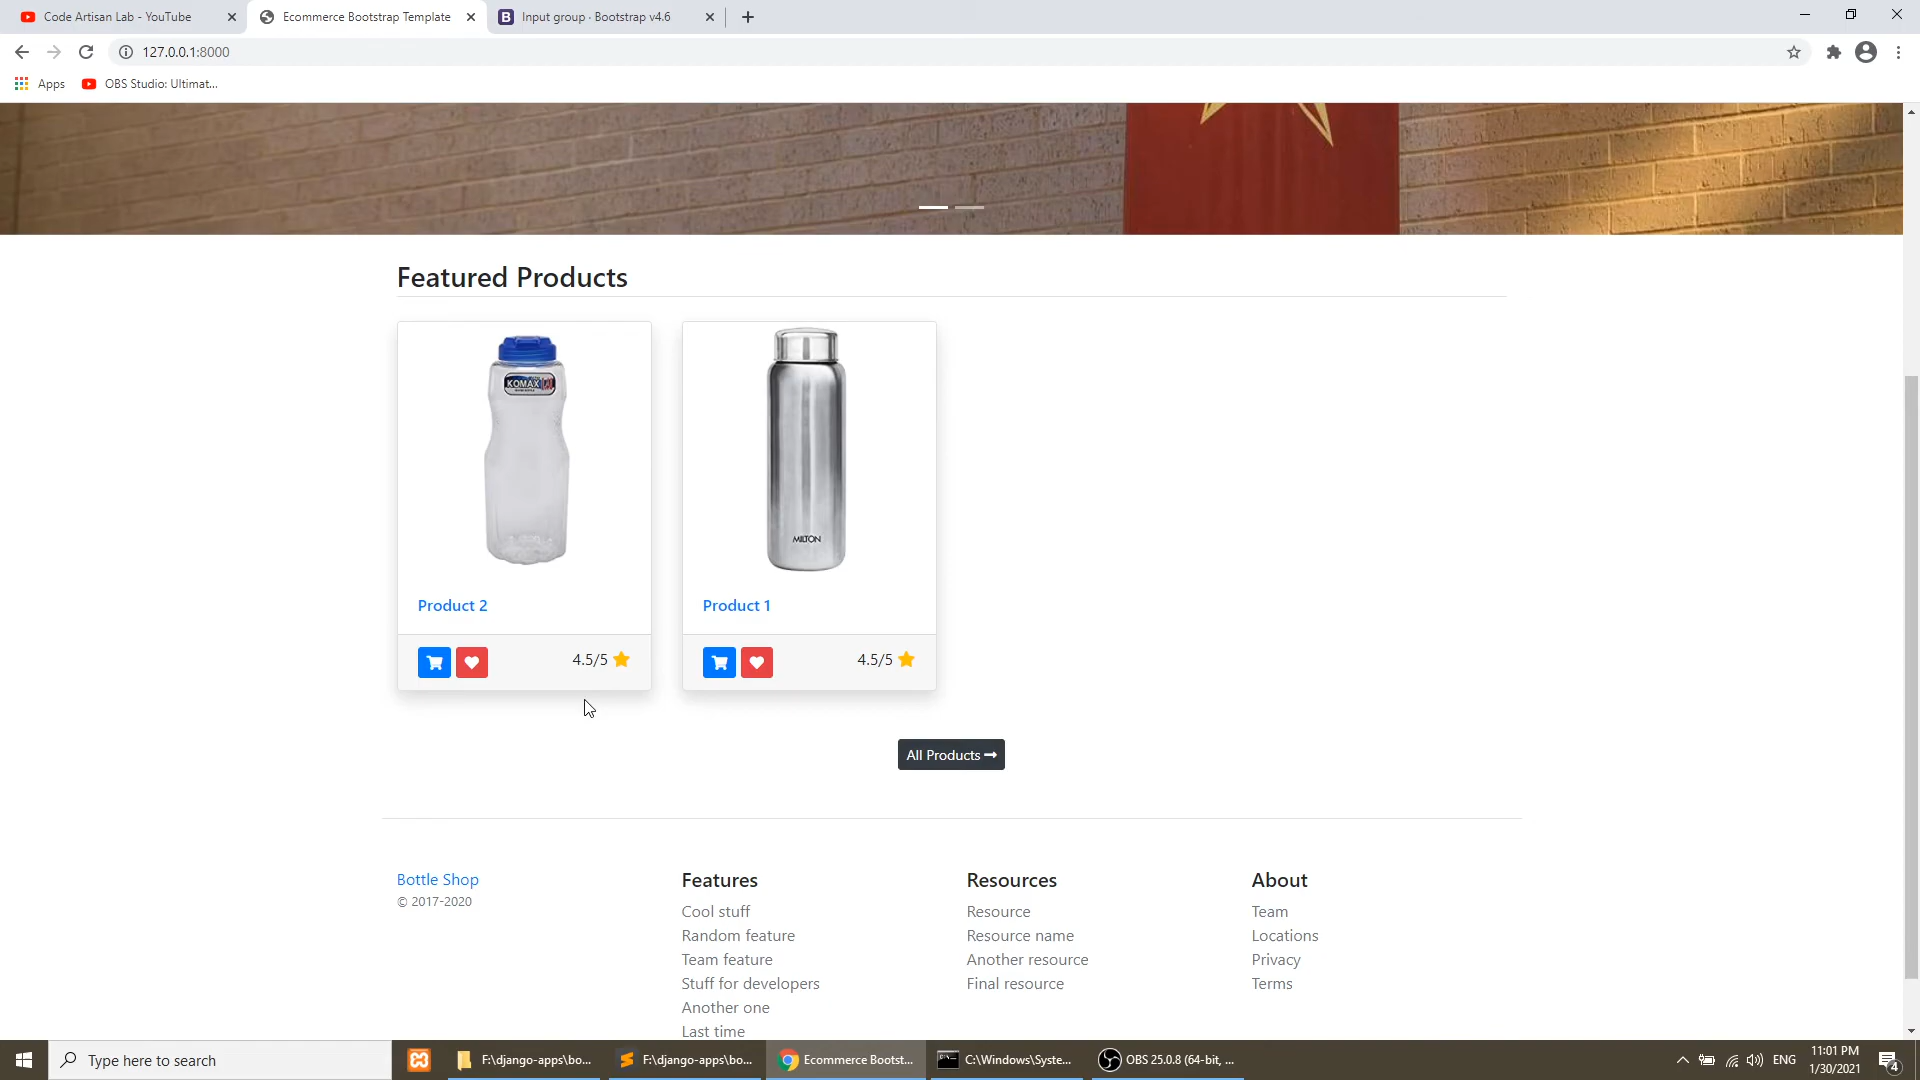 Code Artisan Lab - YouTube
Ecommerce Bootstrap Template
Input group · Bootstrap v4.6
127.0.0.1:8000
Apps
OBS Studio: Ultimat...
Featured Products
KOMAX
MILTON
Product 2
Product 1
4.5/5
4.5/5
All Products
Bottle Shop
© 2017-2020
Features
Cool stuff
Random feature
Team feature
Stuff for developers
Another one
Last time
Resources
Resource
Resource name
Another resource
Final resource
About
Team
Locations
Privacy
Terms
Type here to search
F:\django-apps\bo...
F:\django-apps\bo...
Ecommerce Bootst...
C:\Windows\Syste...
OBS 25.0.8 (64-bit, ...
ENG
11:01 PM
1/30/2021
4